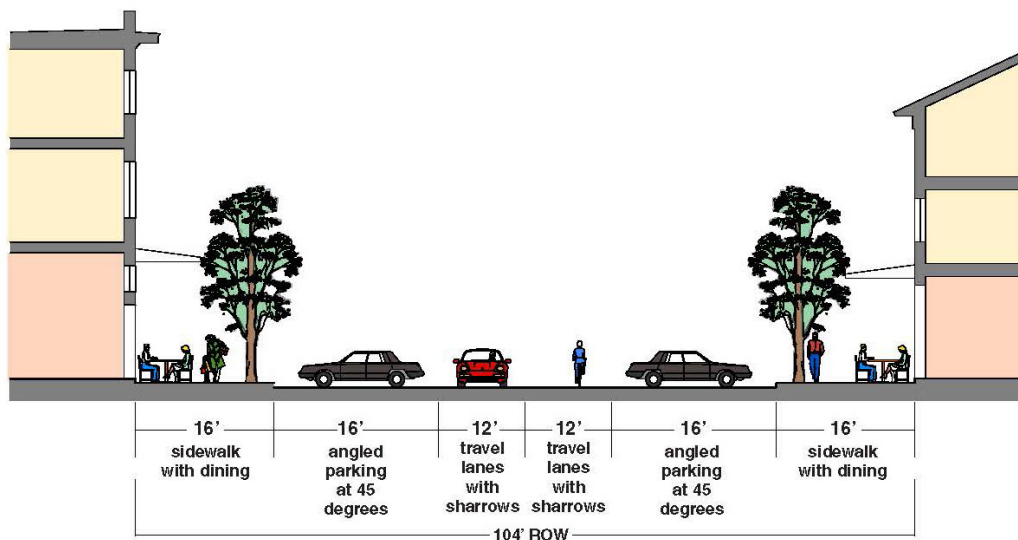 16'
sidewalk
with dining
16'
angled
parking
at 45
degrees
12'
travel
lanes
with
sharrows
12'
travel
lanes
with
sharrows
16'
angled
parking
at 45
degrees
16'
sidewalk
with dining
104' ROW